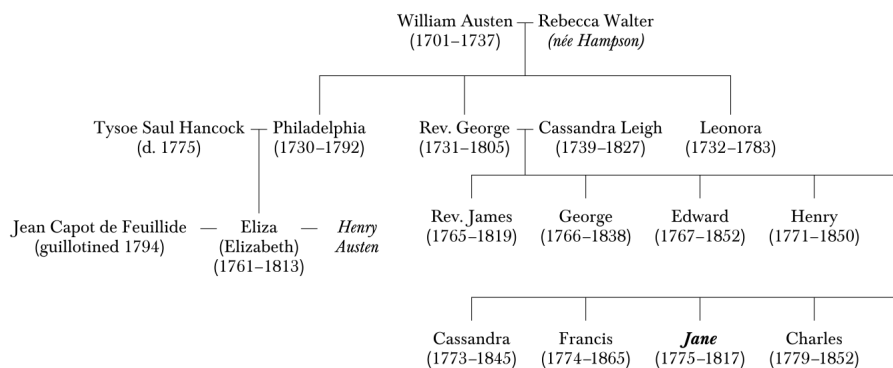 William Austen — Rebecca Walter
(1701–1737) (née Hampson)
Tysoe Saul Hancock — Philadelphia Rev. George — Cassandra Leigh Leonora
(d. 1775) (1730–1792) (1731–1805) (1739–1827) (1732–1783)
Rev. James George Edward Henry
(1765–1819) (1766–1838) (1767–1852) (1771–1850)
Jean Capot de Feuillide — Eliza — Henry
(guillotined 1794) (Elizabeth) Austen
(1761–1813)
Cassandra Francis Jane Charles
(1773–1845) (1774–1865) (1775–1817) (1779–1852)